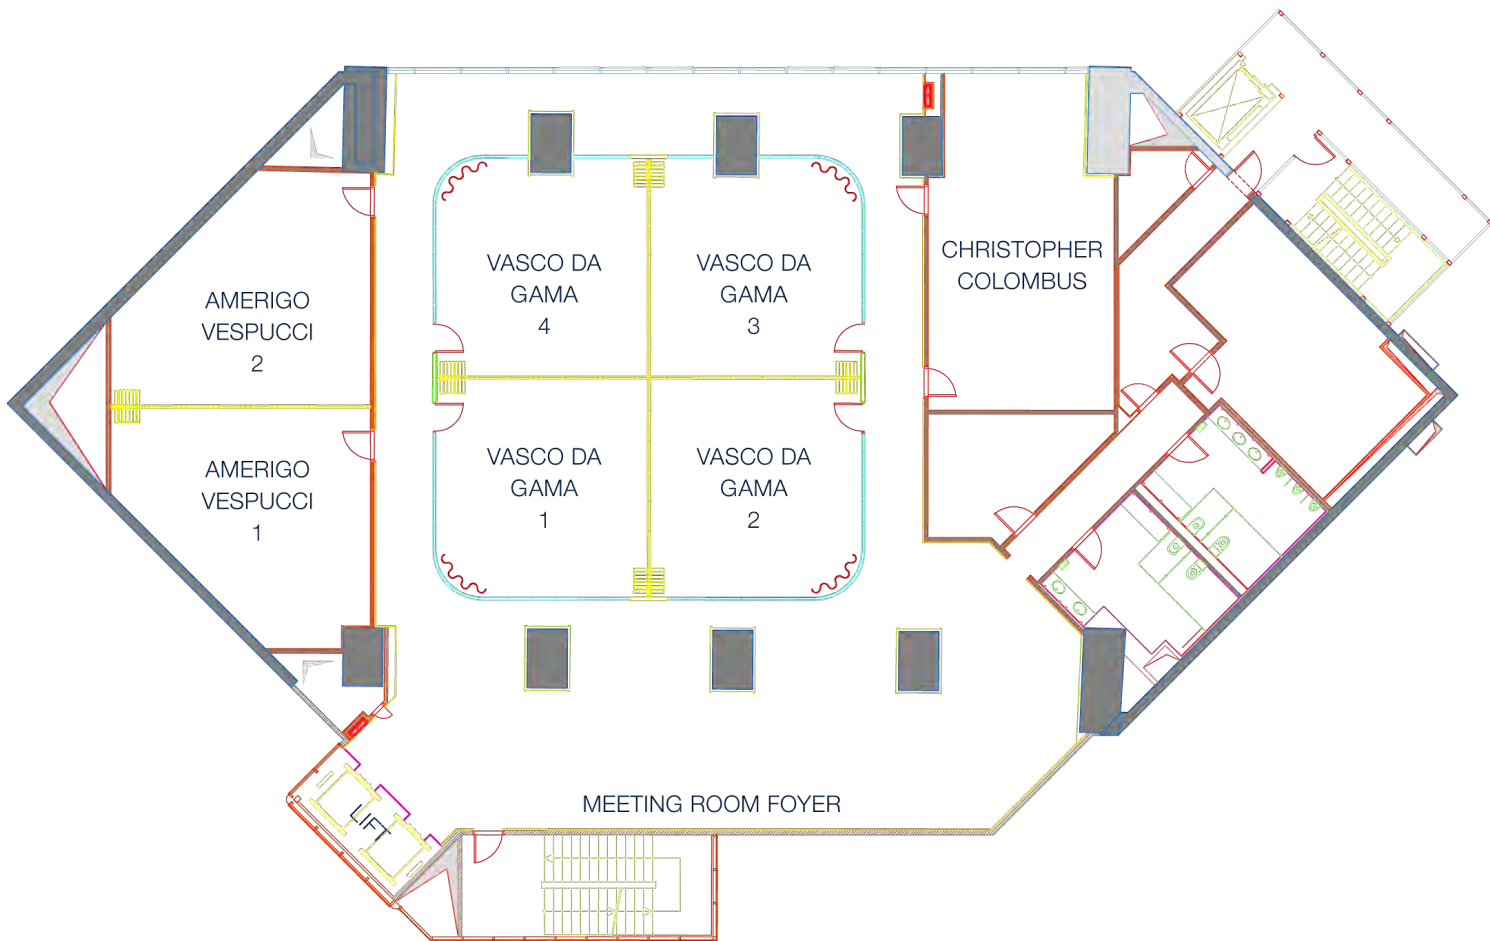 CHRISTOPHER
COLOMBUS
VASCO DA
GAMA
4
VASCO DA
GAMA
3
AMERIGO
VESPUCCI
2
VASCO DA
GAMA
1
VASCO DA
GAMA
2
AMERIGO
VESPUCCI
1
MEETING ROOM FOYER
LIFT